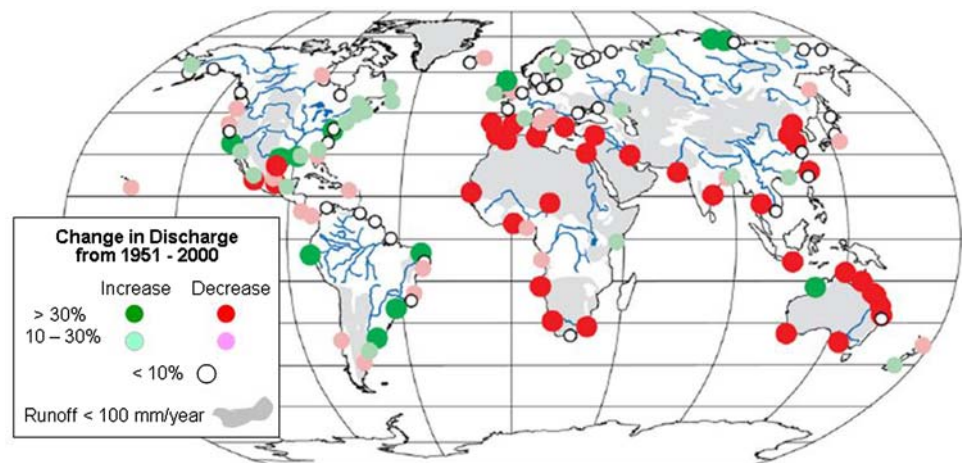 Change in Discharge
from 1951 - 2000
Increase Decrease
> 30%
10 – 30%
< 10%
Runoff < 100 mm/year